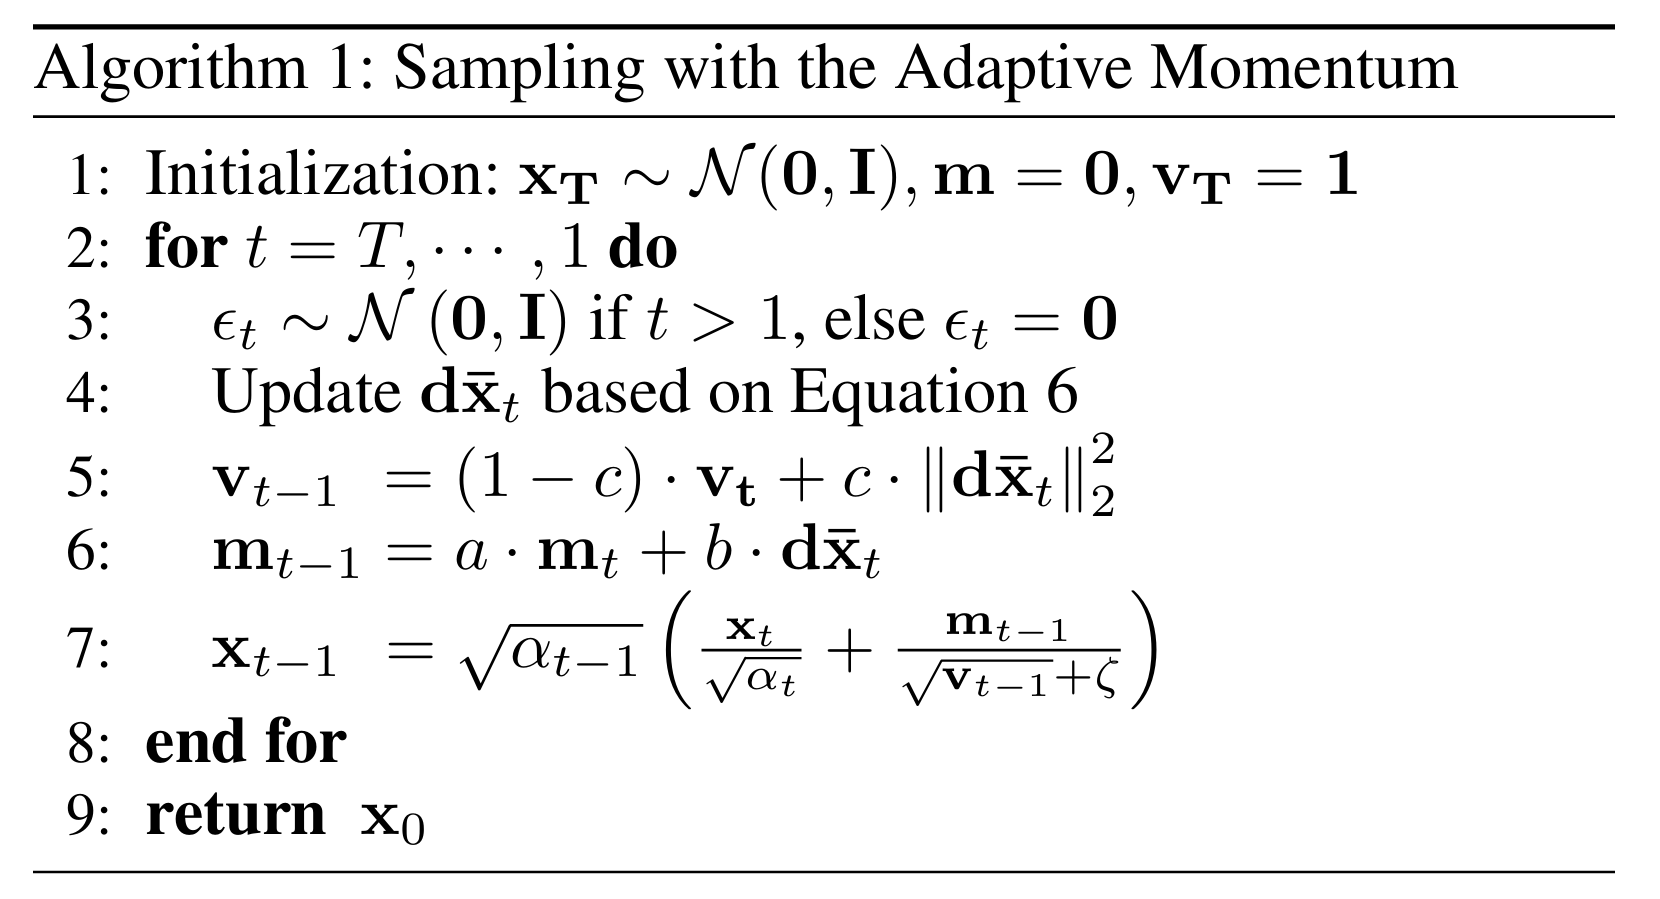 Algorithm 1: Sampling with the Adaptive Momentum
1: Initialization: $\mathbf{x_T} \sim \mathcal{N}(\mathbf{0}, \mathbf{I}), \mathbf{m} = \mathbf{0}, \mathbf{v_T} = \mathbf{1}$
2: for $t = T, \cdots, 1$ do
3: $\epsilon_t \sim \mathcal{N}(\mathbf{0}, \mathbf{I})$ if $t > 1$, else $\epsilon_t = \mathbf{0}$
4: Update $\mathbf{d\bar{x}}_t$ based on Equation 6
5: $\mathbf{v}_{t-1} = (1 - c) \cdot \mathbf{v_t} + c \cdot \|\mathbf{d\bar{x}}_t\|_2^2$
6: $\mathbf{m}_{t-1} = a \cdot \mathbf{m}_t + b \cdot \mathbf{d\bar{x}}_t$
7: $\mathbf{x}_{t-1} = \sqrt{\alpha_{t-1}} \left( \frac{\mathbf{x}_t}{\sqrt{\alpha_t}} + \frac{\mathbf{m}_{t-1}}{\sqrt{\mathbf{v}_{t-1}} + \zeta} \right)$
8: end for
9: return $\mathbf{x}_0$